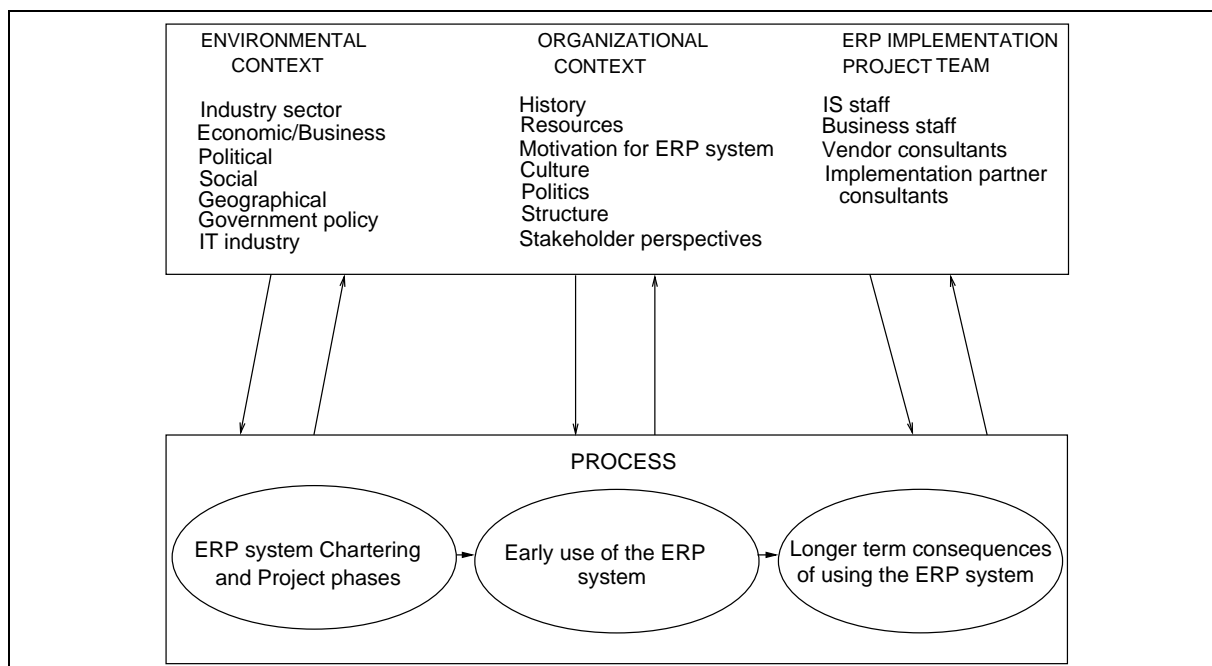 ENVIRONMENTAL
CONTEXT
Industry sector
Economic/Business
Political
Social
Geographical
Government policy
IT industry
ORGANIZATIONAL
CONTEXT
History
Resources
Motivation for ERP system
Culture
Politics
Structure
Stakeholder perspectives
ERP IMPLEMENTATION
PROJECT TEAM
IS staff
Business staff
Vendor consultants
Implementation partner
consultants
PROCESS
ERP system Chartering
and Project phases
Early use of the ERP
system
Longer term consequences
of using the ERP system